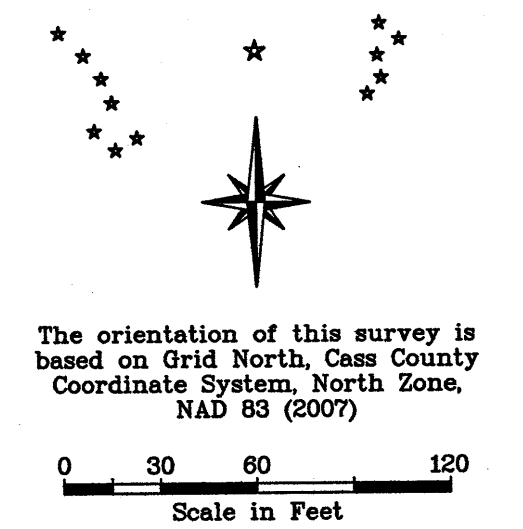 The orientation of this survey is
based on Grid North, Cass County
Coordinate System, North Zone,
NAD 83 (2007)
0 30 60 120
Scale in Feet